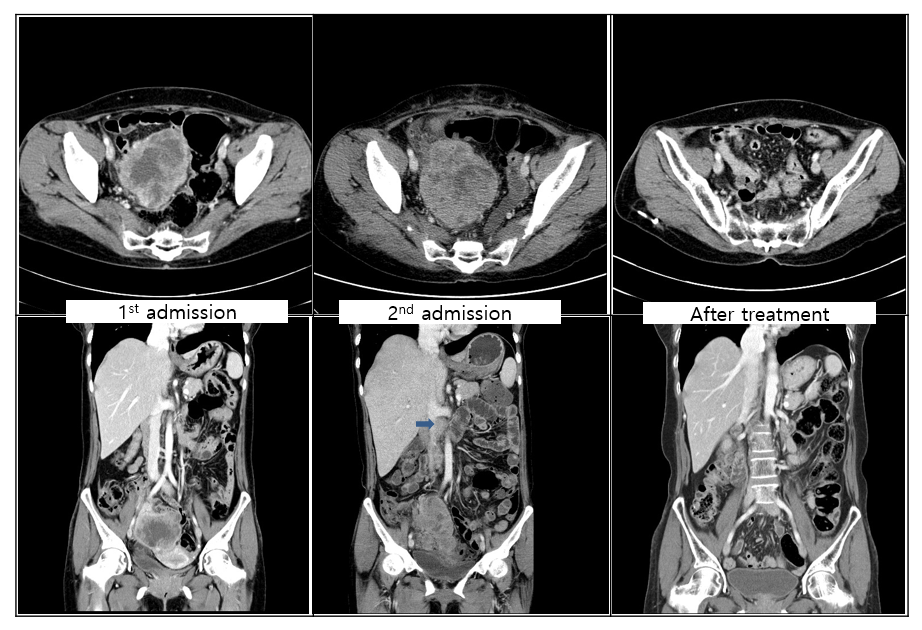 1st admission
2nd admission
After treatment